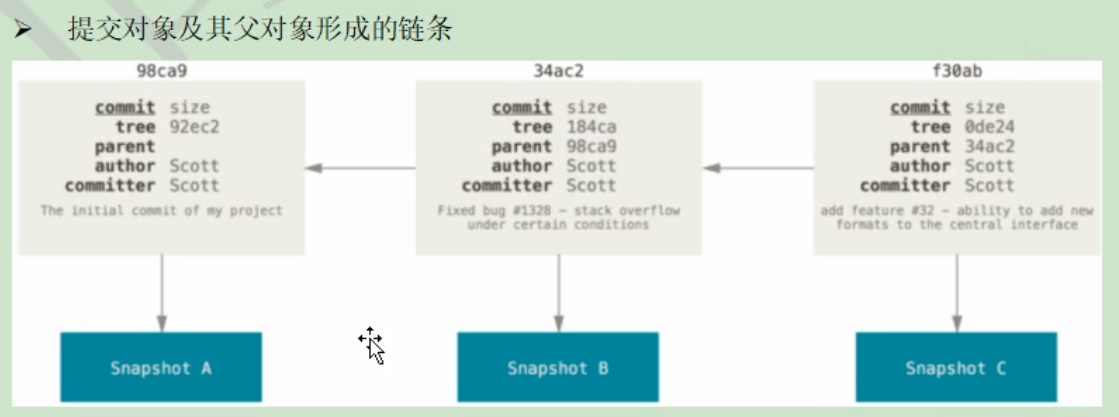 ➢ 提交对象及其父对象形成的链条
98ca9
commit size
tree 92ec2
parent
author Scott
committer Scott
The initial commit of my project
Snapshot A
34ac2
commit size
tree 184ca
parent 98ca9
author Scott
committer Scott
Fixed bug #1328 – stack overflow
under certain conditions
Snapshot B
f30ab
commit size
tree 0de24
parent 34ac2
author Scott
committer Scott
add feature #32 – ability to add new
formats to the central interface
Snapshot C